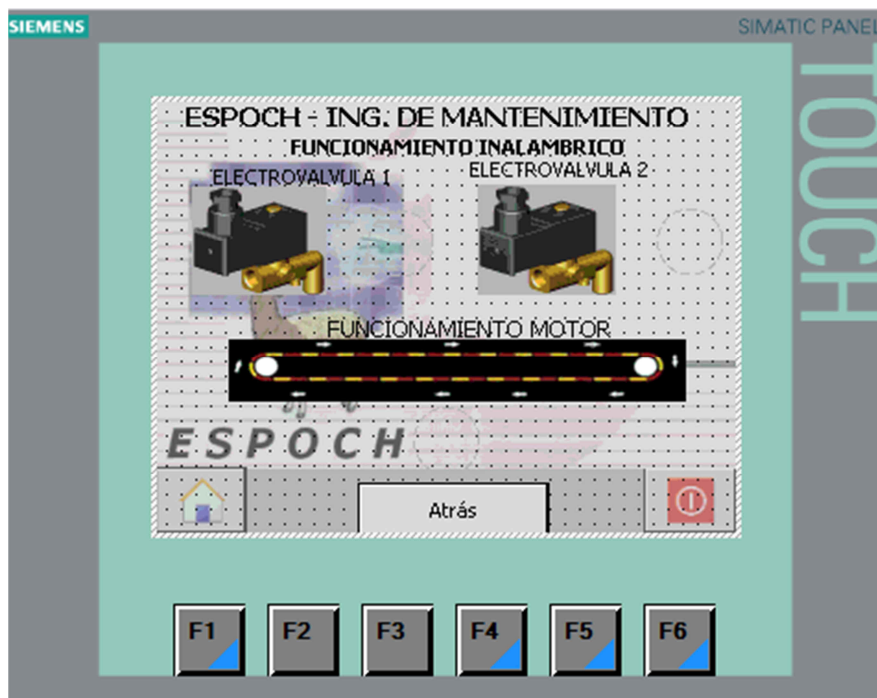 SIEMENS
SIMATIC PANEL
TOUCH
ESPOCH - ING. DE MANTENIMIENTO
FUNCIONAMIENTO INALAMBRICO
ELECTROVALVULA 1
ELECTROVALVULA 2
FUNCIONAMIENTO MOTOR
ESPOCH
Atrás
F1
F2
F3
F4
F5
F6